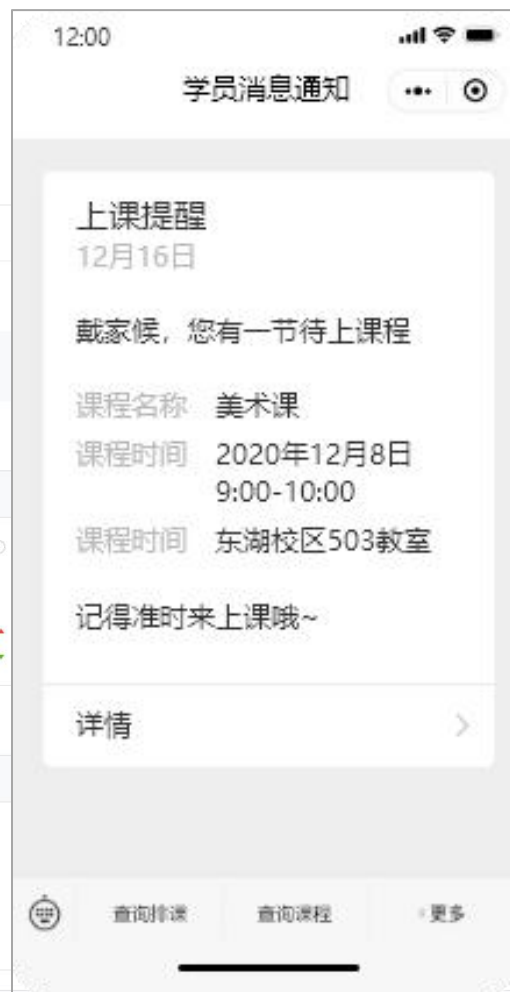 12:00
学员消息通知
上课提醒
12月16日
戴家候，您有一节待上课程
课程名称 美术课
课程时间 2020年12月8日
9:00-10:00
课程时间 东湖校区503教室
记得准时来上课哦~
详情
查询排课 查询课程 更多